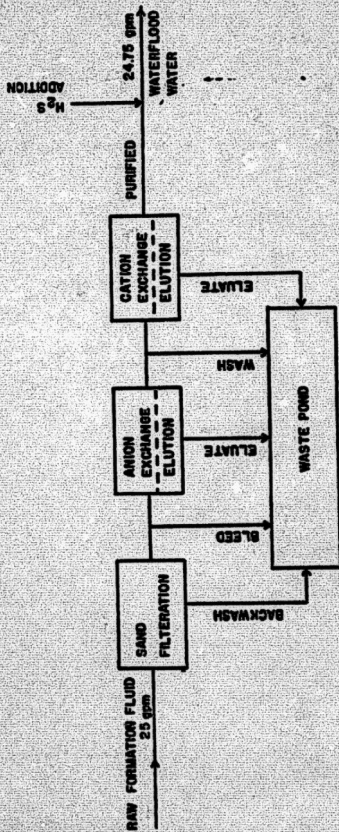 RAW FORMATION FLUID
25 gpm
SAND
FILTERATION
BACKWASH
BLEED
ANION
EXCHANGE
ELUTION
ELUATE
WASH
CATION
EXCHANGE
ELUTION
ELUATE
WASTE POND
PURIFIED
H2S
ADDITION
24.75 gpm
WATERFLOOD
WATER